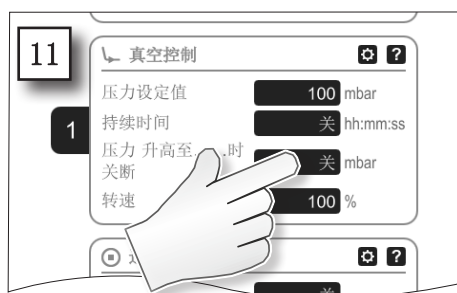 11
真空控制 ?
1
压力设定值 100 mbar
持续时间 关 hh:mm:ss
压力 升高至......时
关断 关 mbar
转速 100 %
?
关